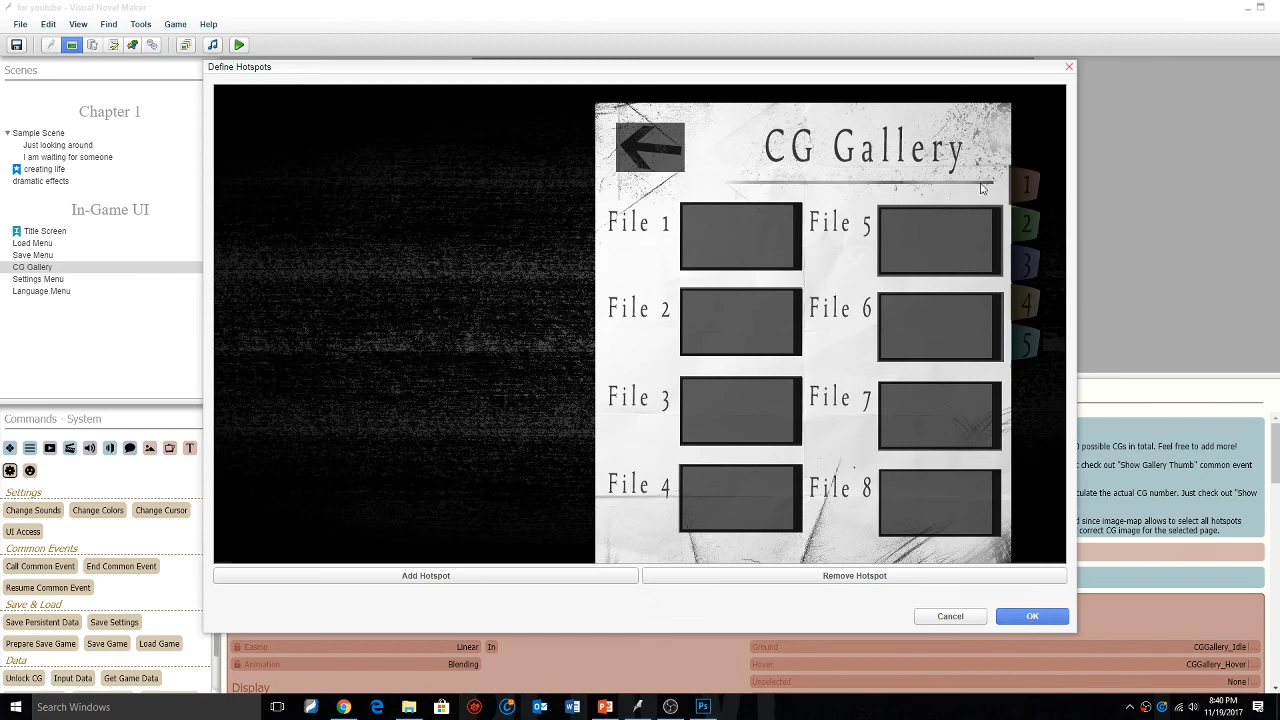 for youtube - Visual Novel Maker
File Edit View Find Tools Game Help
Scenes
Chapter 1
Sample Scene
Just looking around
I am waiting for someone
creating life
dramatic effects
In-Game UI
Title Screen
Load Menu
Save Menu
CG Gallery
Settings Menu
Language Menu
Define Hotspots
CG Gallery
File 1
File 5
File 2
File 6
File 3
File 7
File 4
File 8
1
2
3
4
5
Add Hotspot
Remove Hotspot
Cancel
OK
Commands - System
T
Settings
Change Sounds Change Colors Change Cursor
UI Access
Common Events
Call Common Event End Common Event
Resume Common Event
Save & Load
Save Persistent Data Save Settings
Prepare Save Game Save Game Load Game
Data
Unlock CG Input Data Get Game Data
possible CGs in total. Feel free to add more!
check out "Show Gallery Thumb" common event
culate the actual CG number. Just check out "Show
since image-map allows to select all hotspots
correct CG image for the selected page.
Easing Linear In
Animation Blending
Display
Ground CGGallery_Idle ...
Hover CGGallery_Hover ...
Unselected None ...
Search Windows
8:40 PM
11/19/2017